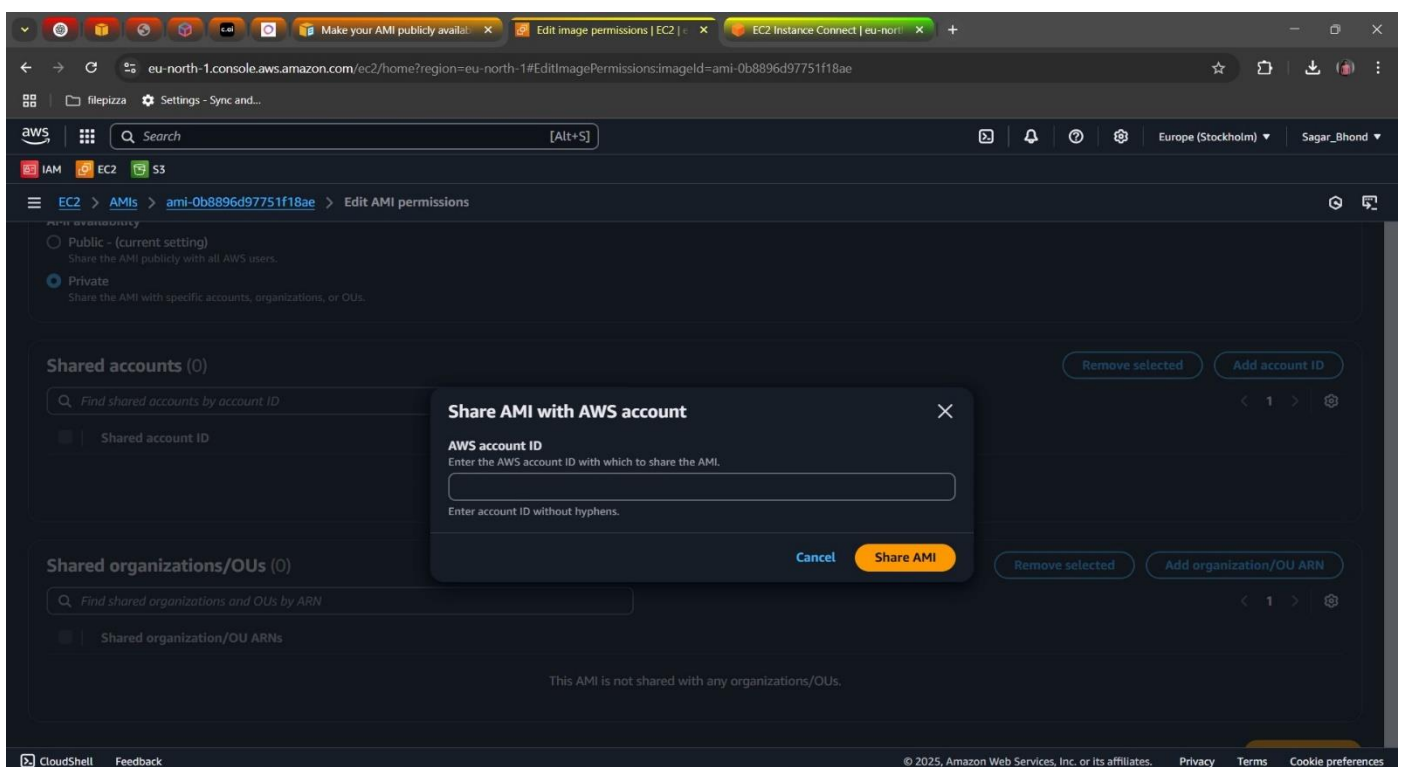 c.ai
Make your AMI publicly availab
Edit image permissions | EC2 | e
EC2 Instance Connect | eu-nort
eu-north-1.console.aws.amazon.com/ec2/home?region=eu-north-1#EditImagePermissions:imageId=ami-0b8896d97751f18ae
filepizza
Settings - Sync and...
aws
Search
[Alt+S]
Europe (Stockholm)
Sagar_Bhond
IAM
EC2
S3
EC2 > AMIs > ami-0b8896d97751f18ae > Edit AMI permissions
AMI availability
Public - (current setting)
Share the AMI publicly with all AWS users.
Private
Share the AMI with specific accounts, organizations, or OUs.
Shared accounts (0)
Remove selected
Add account ID
Find shared accounts by account ID
< 1 >
Shared account ID
Share AMI with AWS account
AWS account ID
Enter the AWS account ID with which to share the AMI.
Enter account ID without hyphens.
Cancel
Share AMI
Shared organizations/OUs (0)
Remove selected
Add organization/OU ARN
Find shared organizations and OUs by ARN
< 1 >
Shared organization/OU ARNs
This AMI is not shared with any organizations/OUs.
CloudShell
Feedback
© 2025, Amazon Web Services, Inc. or its affiliates.
Privacy
Terms
Cookie preferences